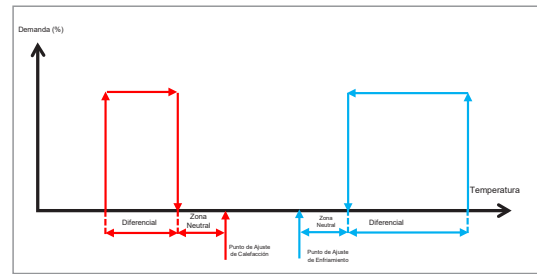 Demanda (%)
Temperatura
Diferencial
Zona
Neutral
Zona
Neutral
Diferencial
Punto de Ajuste
de Calefacción
Punto de Ajuste
de Enfriamiento